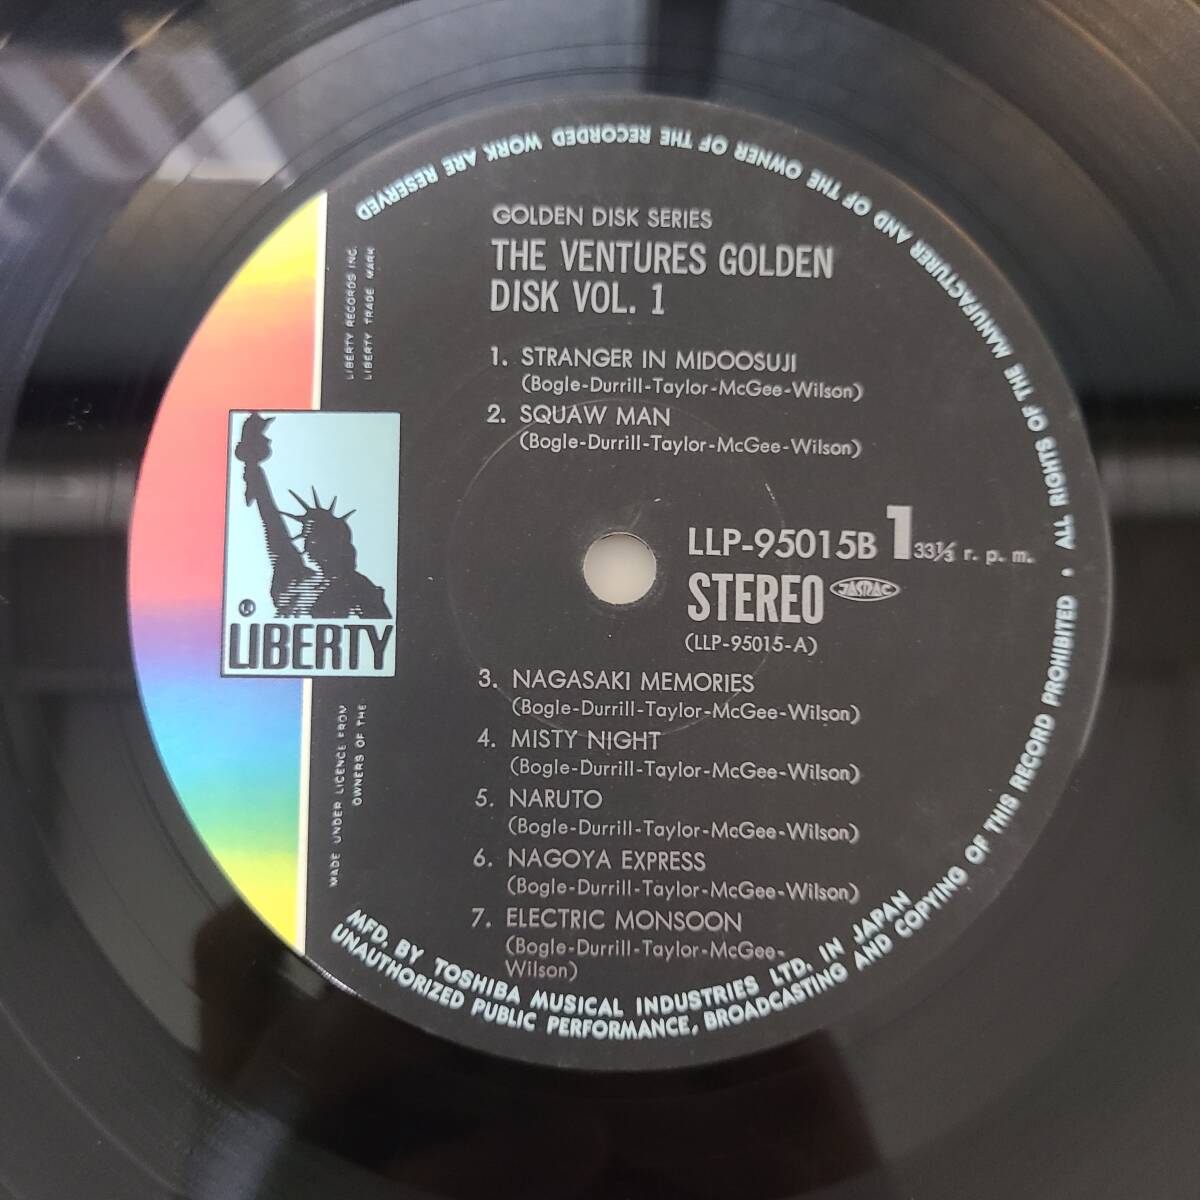 GOLDEN DISK SERIES
THE VENTURES GOLDEN
DISK VOL. 1
1. STRANGER IN MIDOOSUJI
(Bogle-Durrill-Taylor-McGee-Wilson)
2. SQUAW MAN
(Bogle-Durrill-Taylor-McGee-Wilson)
LLP-95015B 1 33⅓ r. p. m.
STEREO JASRAC
(LLP-95015-A)
3. NAGASAKI MEMORIES
(Bogle-Durrill-Taylor-McGee-Wilson)
4. MISTY NIGHT
(Bogle-Durrill-Taylor-McGee-Wilson)
5. NARUTO
(Bogle-Durrill-Taylor-McGee-Wilson)
6. NAGOYA EXPRESS
(Bogle-Durrill-Taylor-McGee-Wilson)
7. ELECTRIC MONSOON
(Bogle-Durrill-Taylor-McGee-
Wilson)
® LIBERTY
LIBERTY RECORDS INC.
LIBERTY TRADE MARK
MADE UNDER LICENCE FROM
OWNERS OF THE
MFD. BY TOSHIBA MUSICAL INDUSTRIES LTD. IN JAPAN
UNAUTHORIZED PUBLIC PERFORMANCE, BROADCASTING AND COPYING OF THIS RECORD PROHIBITED • ALL RIGHTS OF THE MANUFACTURER AND OF THE OWNER OF THE RECORDED WORK ARE RESERVED